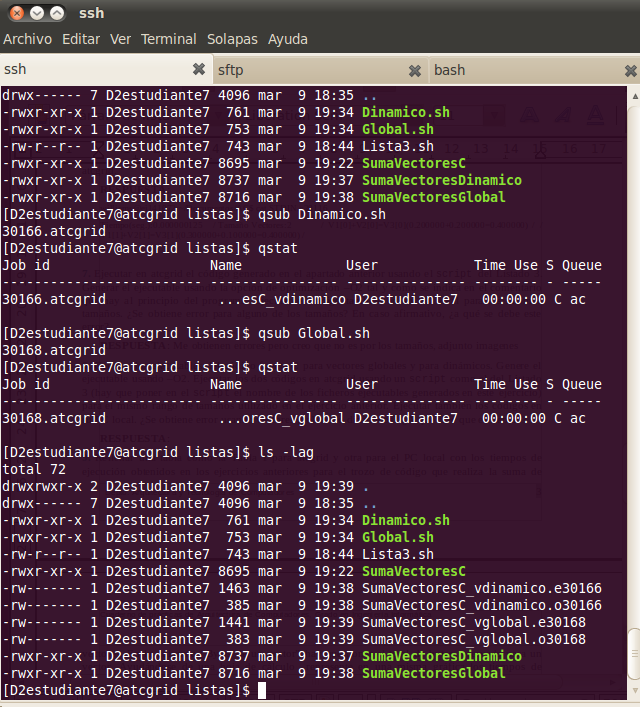 ssh
Archivo Editar Ver Terminal Solapas Ayuda
ssh sftp bash
drwx------ 7 D2estudiante7 4096 mar  9 18:35 ..
-rwxr-xr-x 1 D2estudiante7  761 mar  9 19:34 Dinamico.sh
-rwxr-xr-x 1 D2estudiante7  753 mar  9 19:34 Global.sh
-rw-r--r-- 1 D2estudiante7  743 mar  9 18:44 Lista3.sh
-rwxr-xr-x 1 D2estudiante7 8695 mar  9 19:22 SumaVectoresC
-rwxr-xr-x 1 D2estudiante7 8737 mar  9 19:37 SumaVectoresDinamico
-rwxr-xr-x 1 D2estudiante7 8716 mar  9 19:38 SumaVectoresGlobal
[D2estudiante7@atcgrid listas]$ qsub Dinamico.sh
30166.atcgrid
[D2estudiante7@atcgrid listas]$ qstat
Job id                    Name             User            Time Use S Queue
------------------------- ---------------- --------------- -------- - -----
30166.atcgrid              ...esC_vdinamico D2estudiante7   00:00:00 C ac
[D2estudiante7@atcgrid listas]$ qsub Global.sh
30168.atcgrid
[D2estudiante7@atcgrid listas]$ qstat
Job id                    Name             User            Time Use S Queue
------------------------- ---------------- --------------- -------- - -----
30168.atcgrid              ...oresC_vglobal D2estudiante7   00:00:00 C ac
[D2estudiante7@atcgrid listas]$ ls -lag
total 72
drwxrwxr-x 2 D2estudiante7 4096 mar  9 19:39 .
drwx------ 7 D2estudiante7 4096 mar  9 18:35 ..
-rwxr-xr-x 1 D2estudiante7  761 mar  9 19:34 Dinamico.sh
-rwxr-xr-x 1 D2estudiante7  753 mar  9 19:34 Global.sh
-rw-r--r-- 1 D2estudiante7  743 mar  9 18:44 Lista3.sh
-rwxr-xr-x 1 D2estudiante7 8695 mar  9 19:22 SumaVectoresC
-rw------- 1 D2estudiante7 1463 mar  9 19:38 SumaVectoresC_vdinamico.e30166
-rw------- 1 D2estudiante7  385 mar  9 19:38 SumaVectoresC_vdinamico.o30166
-rw------- 1 D2estudiante7 1441 mar  9 19:39 SumaVectoresC_vglobal.e30168
-rw------- 1 D2estudiante7  383 mar  9 19:39 SumaVectoresC_vglobal.o30168
-rwxr-xr-x 1 D2estudiante7 8737 mar  9 19:37 SumaVectoresDinamico
-rwxr-xr-x 1 D2estudiante7 8716 mar  9 19:38 SumaVectoresGlobal
[D2estudiante7@atcgrid listas]$